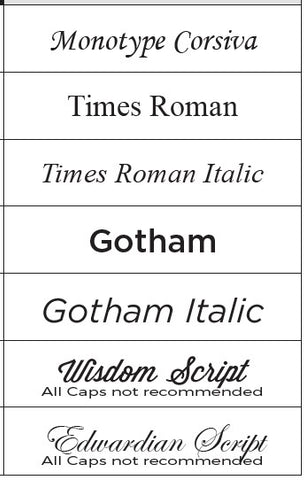 Monotype Corsiva
Times Roman
Times Roman Italic
Gotham
Gotham Italic
Wisdom Script
All Caps not recommended
Edwardian Script
All Caps not recommended